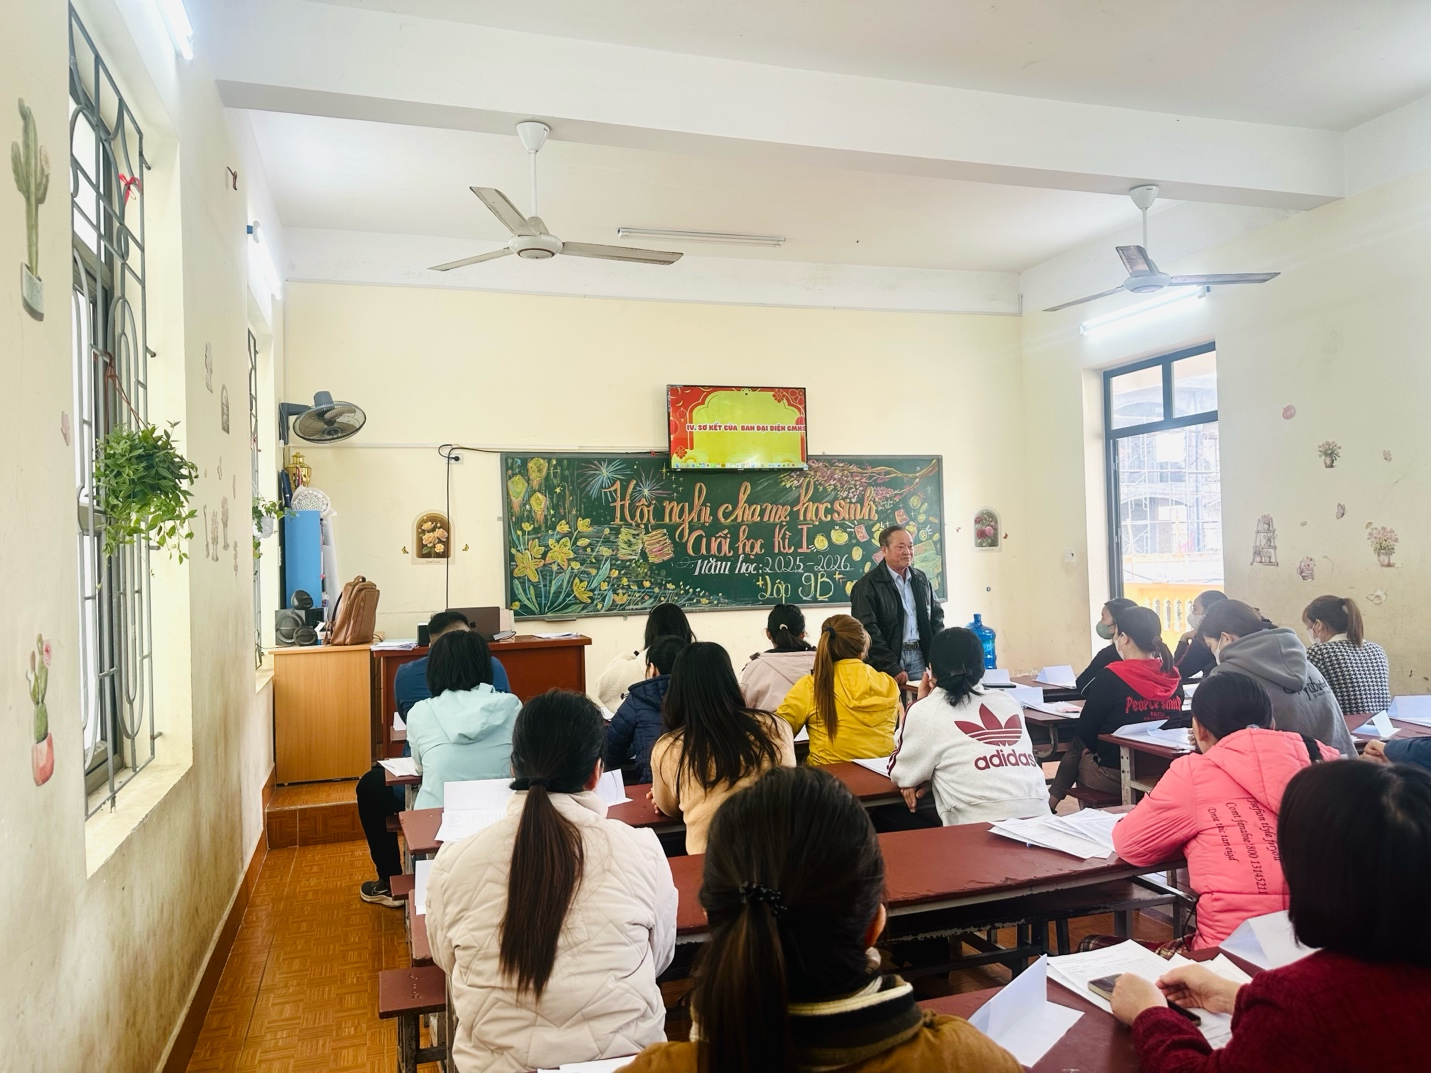 IV. SƠ KẾT CỦA BAN ĐẠI DIỆN CMHS
Hội nghị cha mẹ học sinh
Cuối học kì I
Năm học: 2025-2026
Lớp 9B
adidas